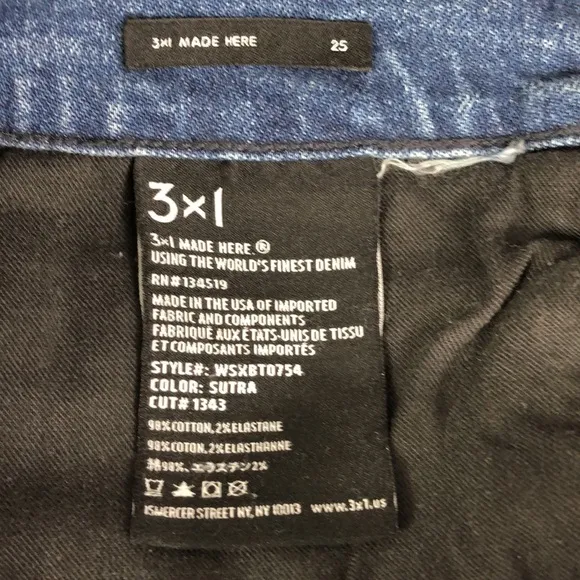 3x1 MADE HERE 25
3x1
3x1 MADE HERE ®
USING THE WORLD'S FINEST DENIM
RN#134519
MADE IN THE USA OF IMPORTED
FABRIC AND COMPONENTS
FABRIQUÉ AUX ÉTATS-UNIS DE TISSU
ET COMPOSANTS IMPORTÉS
STYLE#: WSXBT0754
COLOR: SUTRA
CUT# 1343
98% COTTON, 2% ELASTANE
98% COTON, 2% ELASTHANNE
綿98%、エラスチン2%
15MERCER STREET NY, NY 10013 www.3x1.us